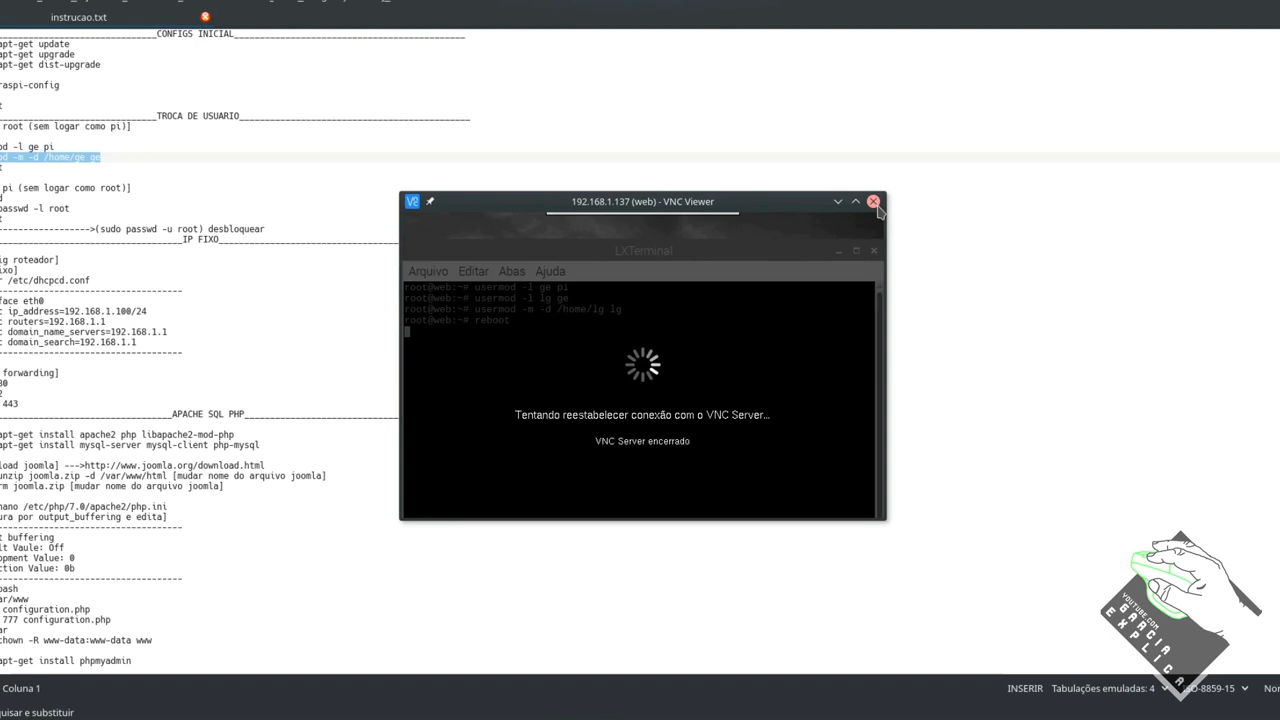 instrucao.txt
CONFIGS INICIAL
apt-get update
apt-get upgrade
apt-get dist-upgrade
raspi-config
t
TROCA DE USUARIO
root (sem logar como pi)]
od -l ge pi
od -m -d /home/ge ge
t
pi (sem logar como root)]
d
passwd -l root
t
------------------>(sudo passwd -u root) desbloquear
IP FIXO
ig roteador]
ixo]
r /etc/dhcpcd.conf
face eth0
c ip_address=192.168.1.100/24
c routers=192.168.1.1
c domain_name_servers=192.168.1.1
c domain_search=192.168.1.1
forwarding]
80
2
443
APACHE SQL PHP
apt-get install apache2 php libapache2-mod-php
apt-get install mysql-server mysql-client php-mysql
load joomla] --->http://www.joomla.org/download.html
unzip joomla.zip -d /var/www/html [mudar nome do arquivo joomla]
rm joomla.zip [mudar nome do arquivo joomla]
nano /etc/php/7.0/apache2/php.ini
ura por output_buffering e edita]
t buffering
lt Vaule: Off
opment Value: 0
ction Value: 0b
bash
ar/www
configuration.php
777 configuration.php
ar
chown -R www-data:www-data www
apt-get install phpmyadmin
192.168.1.137 (web) - VNC Viewer
LXTerminal
Arquivo Editar Abas Ajuda
root@web:~# usermod -l ge pi
root@web:~# usermod -l lg ge
root@web:~# usermod -m -d /home/lg lg
root@web:~# reboot
Tentando reestabelecer conexão com o VNC Server...
VNC Server encerrado
YOUTUBE.COM
GARCIA
EXPLICA
Coluna 1
INSERIR Tabulações emuladas: 4 ISO-8859-15 Nor
quisar e substituir